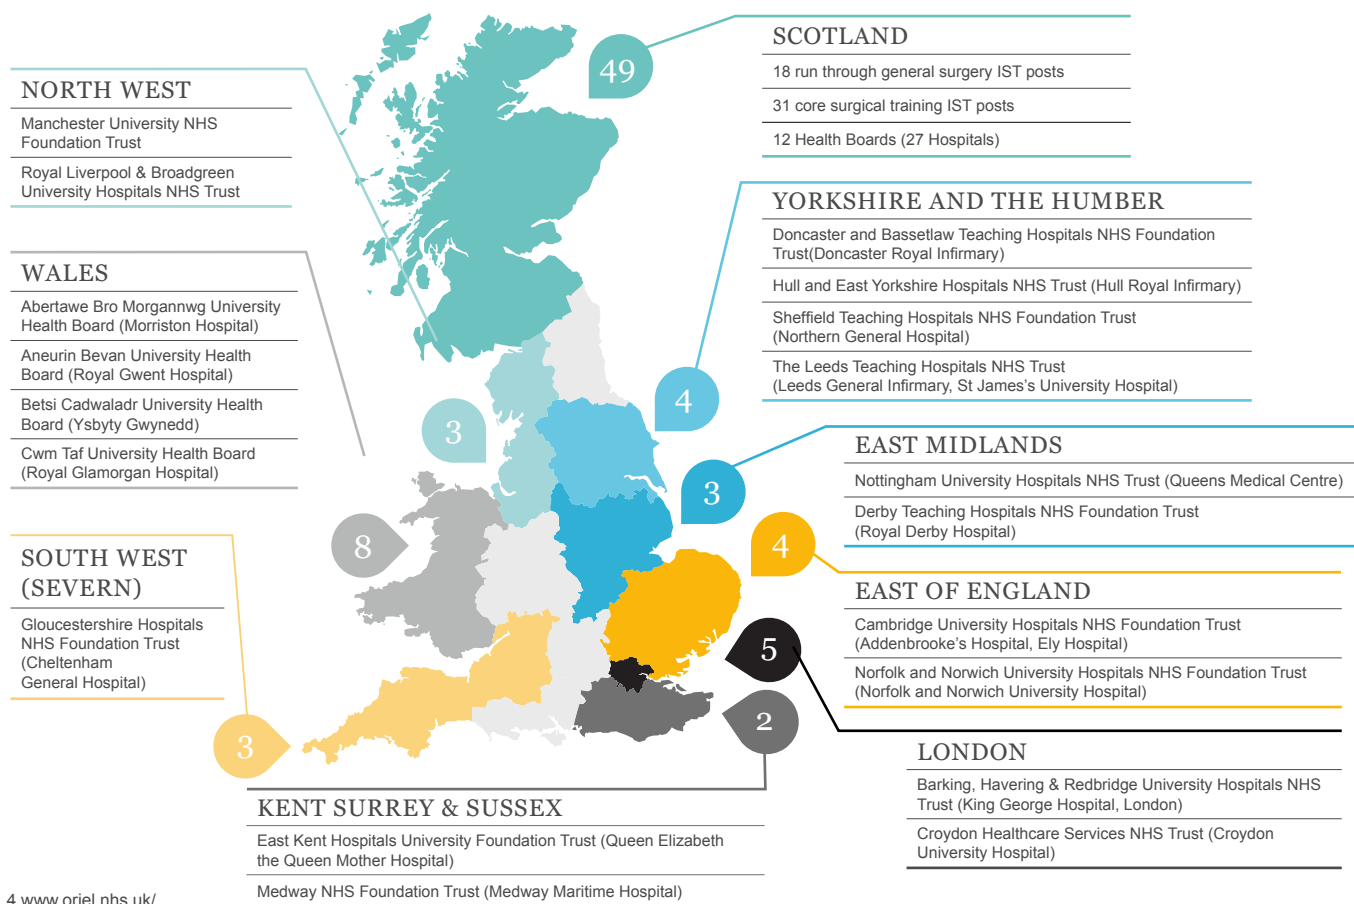 49
SCOTLAND
18 run through general surgery IST posts
31 core surgical training IST posts
12 Health Boards (27 Hospitals)
NORTH WEST
Manchester University NHS
Foundation Trust
Royal Liverpool & Broadgreen
University Hospitals NHS Trust
3
YORKSHIRE AND THE HUMBER
Doncaster and Bassetlaw Teaching Hospitals NHS Foundation
Trust(Doncaster Royal Infirmary)
Hull and East Yorkshire Hospitals NHS Trust (Hull Royal Infirmary)
Sheffield Teaching Hospitals NHS Foundation Trust
(Northern General Hospital)
The Leeds Teaching Hospitals NHS Trust
(Leeds General Infirmary, St James’s University Hospital)
4
WALES
Abertawe Bro Morgannwg University
Health Board (Morriston Hospital)
Aneurin Bevan University Health
Board (Royal Gwent Hospital)
Betsi Cadwaladr University Health
Board (Ysbyty Gwynedd)
Cwm Taf University Health Board
(Royal Glamorgan Hospital)
8
EAST MIDLANDS
Nottingham University Hospitals NHS Trust (Queens Medical Centre)
Derby Teaching Hospitals NHS Foundation Trust
(Royal Derby Hospital)
3
SOUTH WEST
(SEVERN)
Gloucestershire Hospitals
NHS Foundation Trust
(Cheltenham
General Hospital)
3
4
EAST OF ENGLAND
Cambridge University Hospitals NHS Foundation Trust
(Addenbrooke’s Hospital, Ely Hospital)
Norfolk and Norwich University Hospitals NHS Foundation Trust
(Norfolk and Norwich University Hospital)
5
LONDON
Barking, Havering & Redbridge University Hospitals NHS
Trust (King George Hospital, London)
Croydon Healthcare Services NHS Trust (Croydon
University Hospital)
2
KENT SURREY & SUSSEX
East Kent Hospitals University Foundation Trust (Queen Elizabeth
the Queen Mother Hospital)
Medway NHS Foundation Trust (Medway Maritime Hospital)
4 www.oriel.nhs.uk/